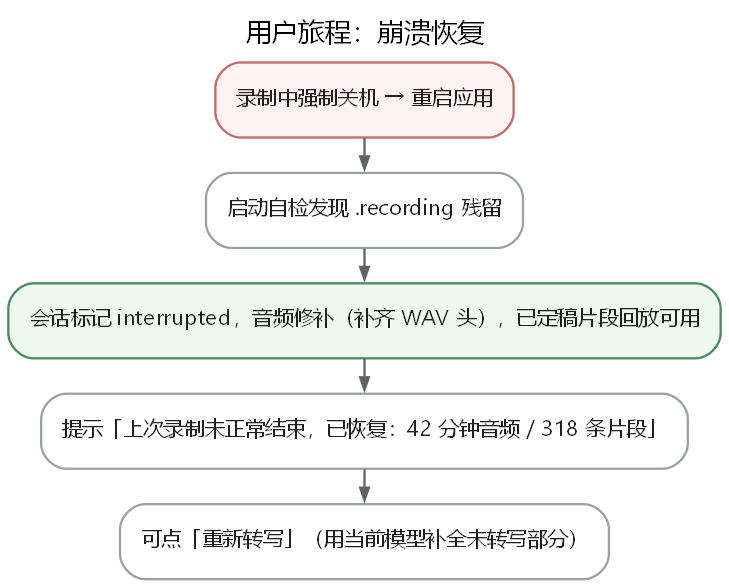 用户旅程：崩溃恢复
录制中强制关机 → 重启应用
启动自检发现 .recording 残留
会话标记 interrupted，音频修补（补齐 WAV 头），已定稿片段回放可用
提示「上次录制未正常结束，已恢复：42 分钟音频 / 318 条片段」
可点「重新转写」（用当前模型补全未转写部分）